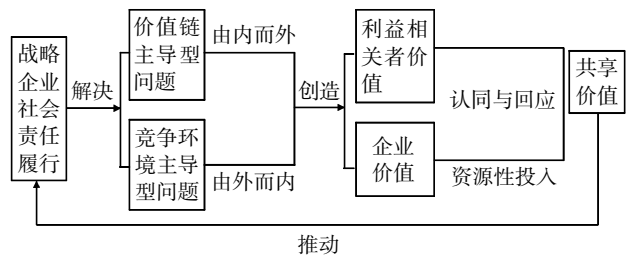 战略
企业
社会
责任
履行
解决
价值链
主导型
问题
竞争环
境主导
型问题
由内而外
由外而内
创造
利益相
关者价
值
企业
价值
认同与回应
资源性投入
共享
价值
推动